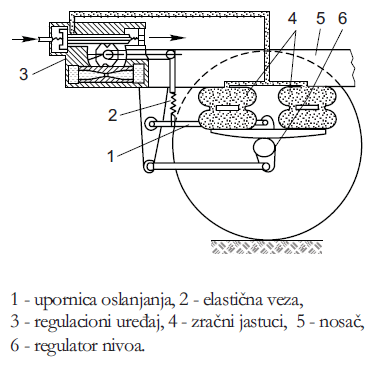 4 5 6
3
2
1
1 - upornica oslanjanja, 2 - elastična veza,
3 - regulacioni uređaj, 4 - zračni jastuci, 5 - nosač,
6 - regulator nivoa.